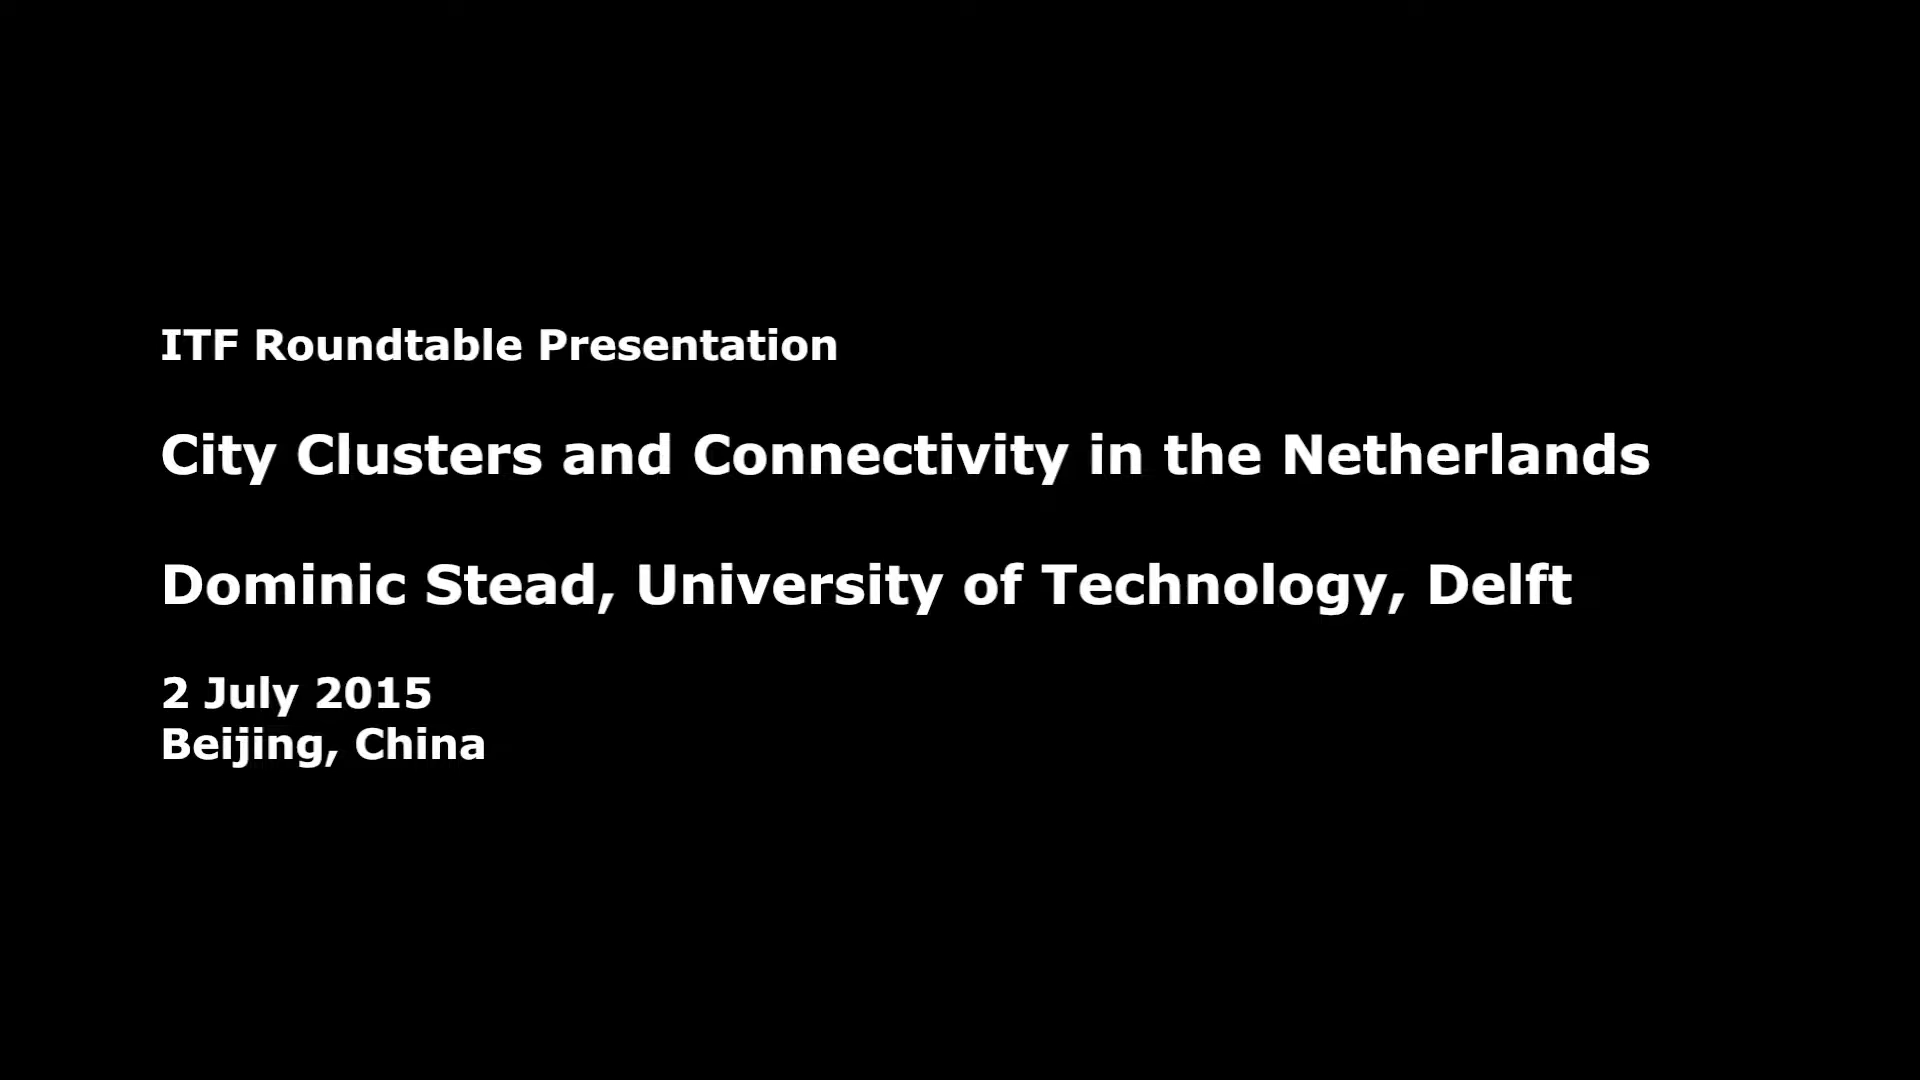 ITF Roundtable Presentation
City Clusters and Connectivity in the Netherlands
Dominic Stead, University of Technology, Delft
2 July 2015
Beijing, China